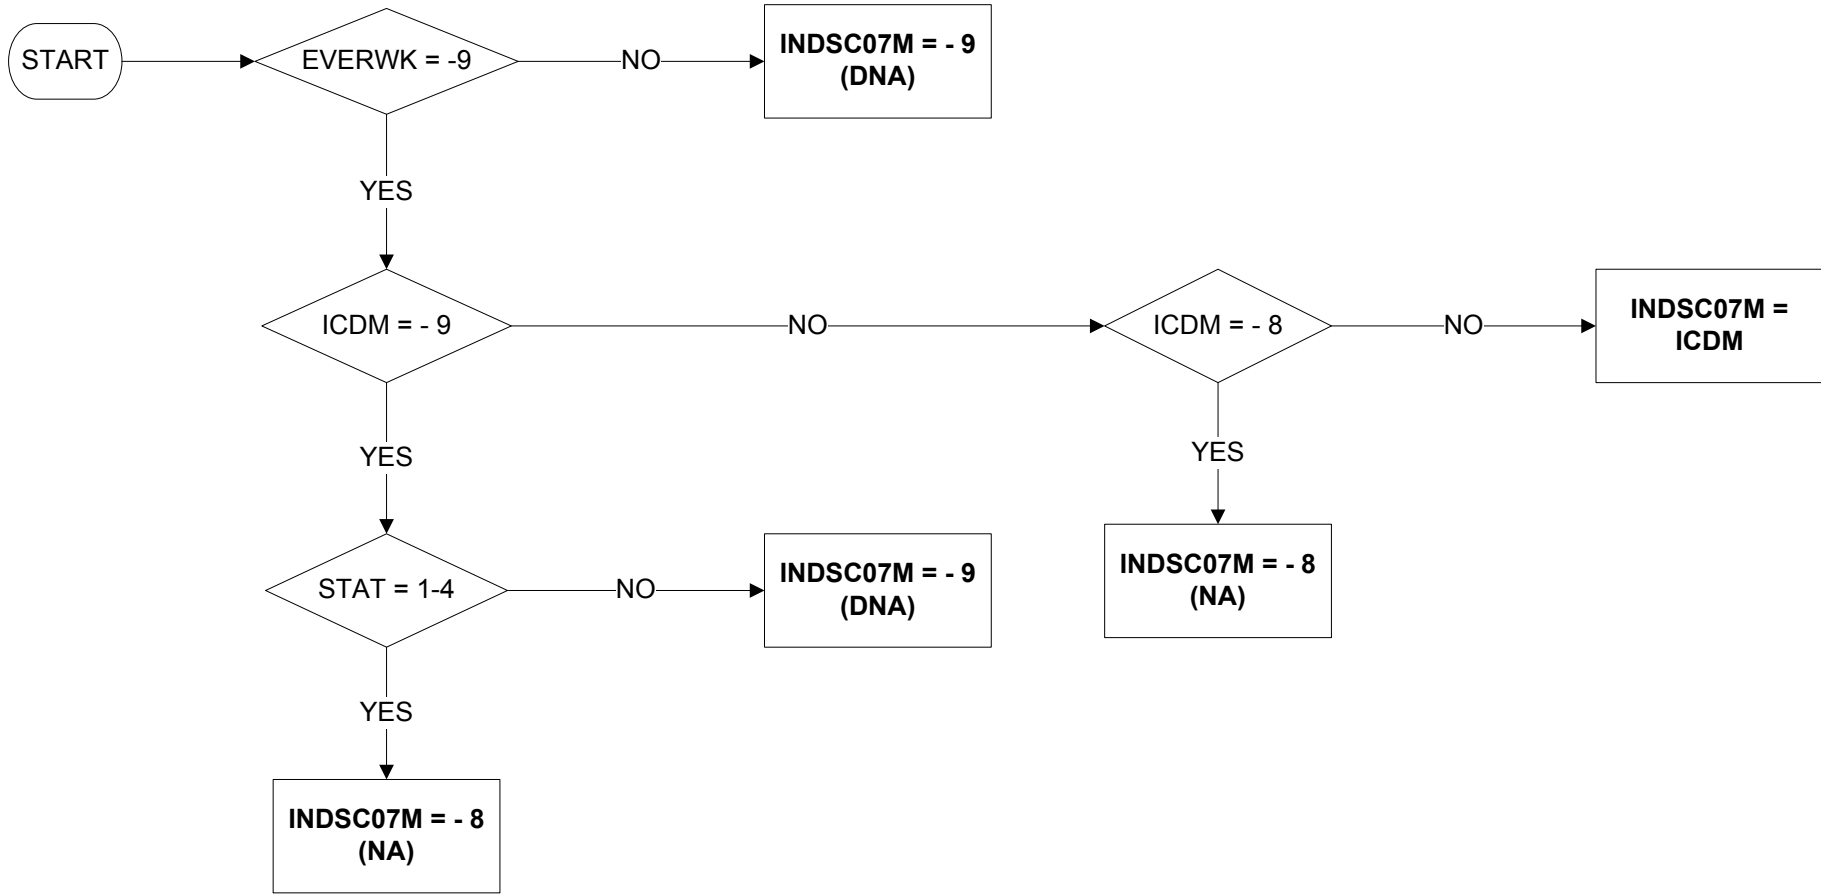 START
EVERWK = -9
NO
INDSC07M = - 9
(DNA)
YES
ICDM = - 9
NO
ICDM = - 8
NO
INDSC07M =
ICDM
YES
YES
STAT = 1-4
NO
INDSC07M = - 9
(DNA)
INDSC07M = - 8
(NA)
YES
INDSC07M = - 8
(NA)